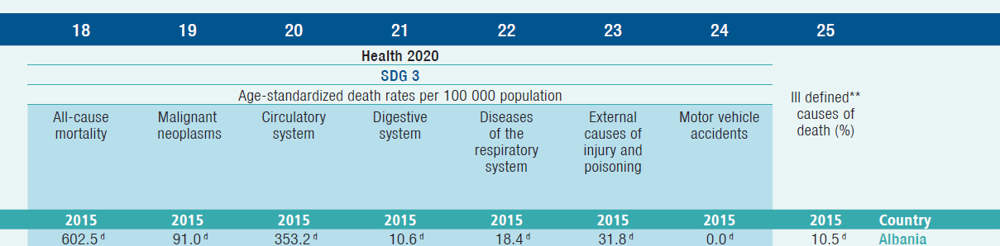 18 19 20 21 22 23 24 25
Health 2020
SDG 3
Age-standardized death rates per 100 000 population
All-cause mortality
Malignant neoplasms
Circulatory system
Digestive system
Diseases of the respiratory system
External causes of injury and poisoning
Motor vehicle accidents
Ill defined** causes of death (%)
2015 2015 2015 2015 2015 2015 2015 2015 Country
602.5 d 91.0 d 353.2 d 10.6 d 18.4 d 31.8 d 0.0 d 10.5 d Albania